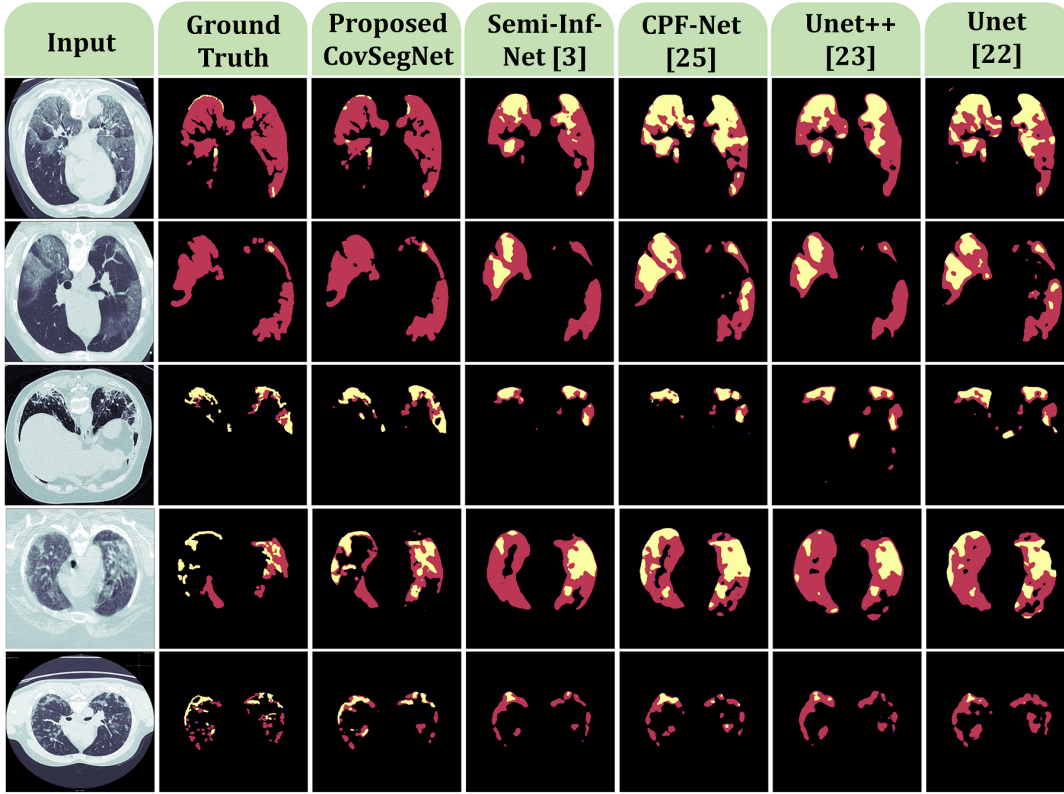 Input
Ground
Truth
Proposed
CovSegNet
Semi-Inf-
Net [3]
CPF-Net
[25]
Unet++
[23]
Unet
[22]